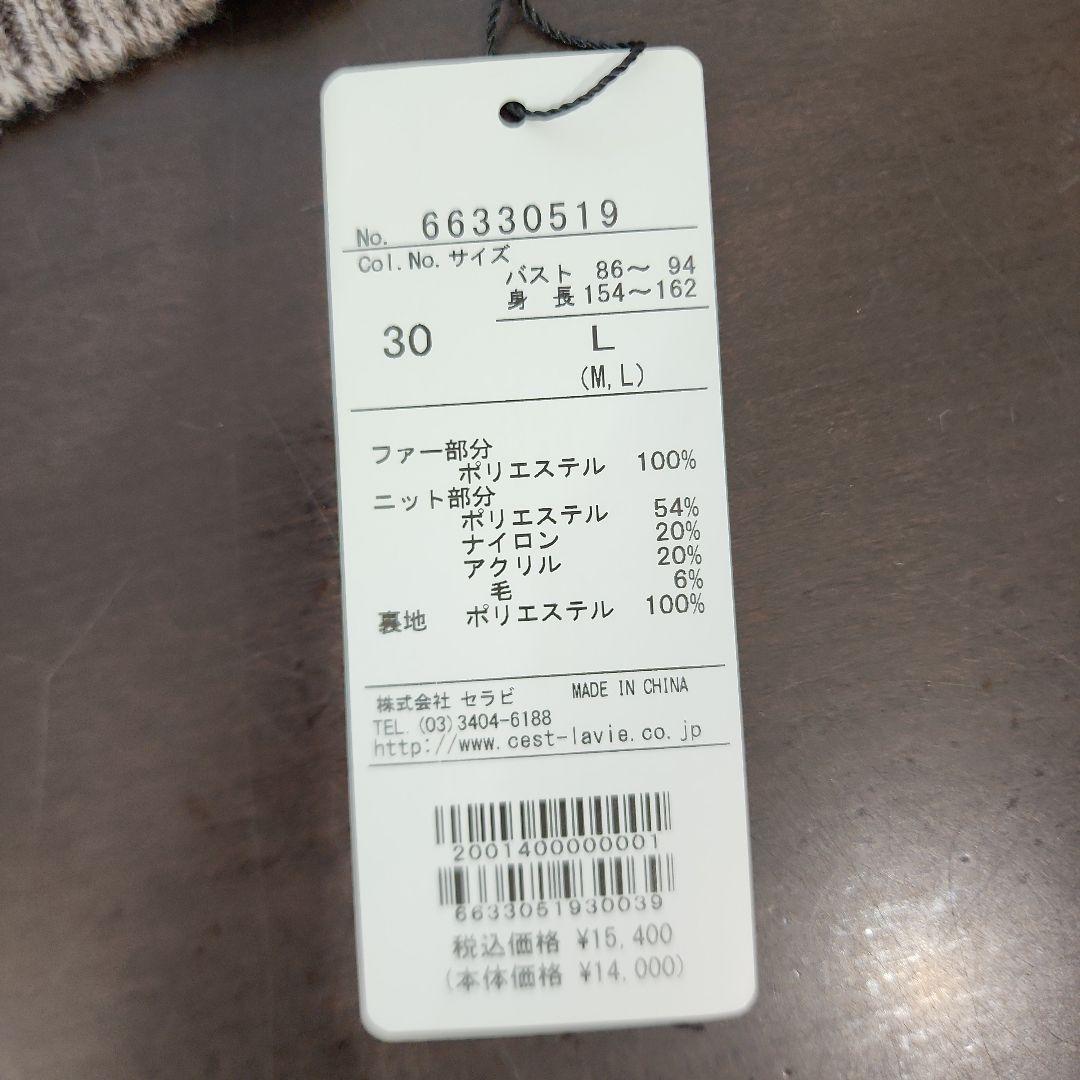 No. 66330519
Col.No. サイズ
バスト 86～ 94
身 長 154～162
30 L
(M,L)
ファー部分
ポリエステル 100%
ニット部分
ポリエステル 54%
ナイロン 20%
アクリル 20%
毛 6%
裏地 ポリエステル 100%
株式会社 セラビ MADE IN CHINA
TEL.(03)3404-6188
http://www.cest-lavie.co.jp
2001400000001
6633051930039
税込価格 ¥15,400
(本体価格 ¥14,000)